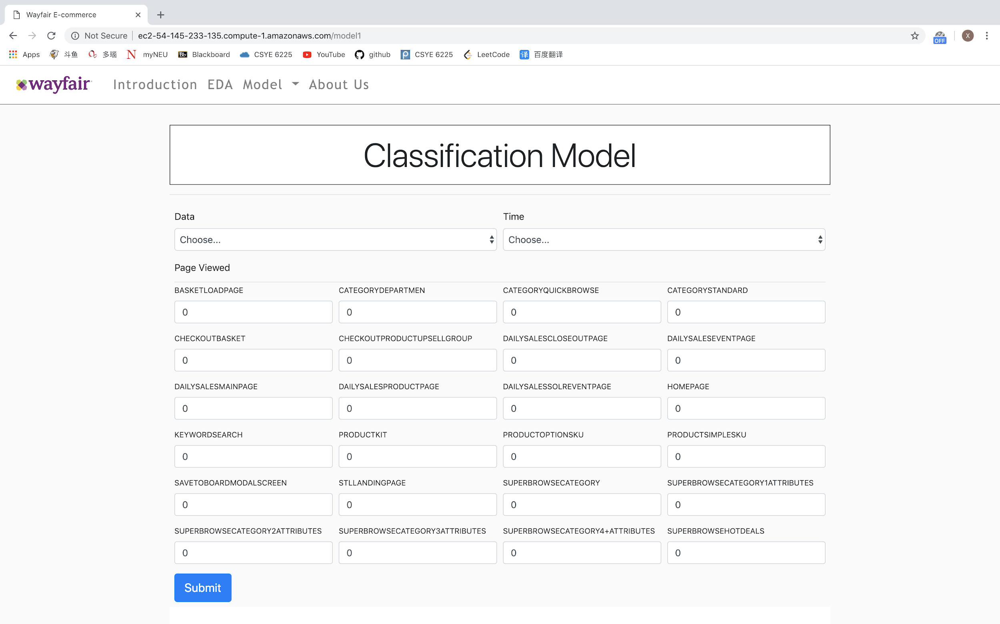 Wayfair E-commerce
Not Secure | ec2-54-145-233-135.compute-1.amazonaws.com/model1
OFF
X
Apps 斗鱼 多瑙 N myNEU Bb Blackboard CSYE 6225 YouTube github P CSYE 6225 LeetCode 译 百度翻译
wayfair Introduction EDA Model About Us
Classification Model
Data Time
Choose... Choose...
Page Viewed
BASKETLOADPAGE CATEGORYDEPARTMEN CATEGORYQUICKBROWSE CATEGORYSTANDARD
0 0 0 0
CHECKOUTBASKET CHECKOUTPRODUCTUPSELLGROUP DAILYSALESCLOSEOUTPAGE DAILYSALESEVENTPAGE
0 0 0 0
DAILYSALESMAINPAGE DAILYSALESPRODUCTPAGE DAILYSALESSOLREVENTPAGE HOMEPAGE
0 0 0 0
KEYWORDSEARCH PRODUCTKIT PRODUCTOPTIONSKU PRODUCTSIMPLESKU
0 0 0 0
SAVETOBOARDMODALSCREEN STLLANDINGPAGE SUPERBROWSECATEGORY SUPERBROWSECATEGORY1ATTRIBUTES
0 0 0 0
SUPERBROWSECATEGORY2ATTRIBUTES SUPERBROWSECATEGORY3ATTRIBUTES SUPERBROWSECATEGORY4+ATTRIBUTES SUPERBROWSEHOTDEALS
0 0 0 0
Submit